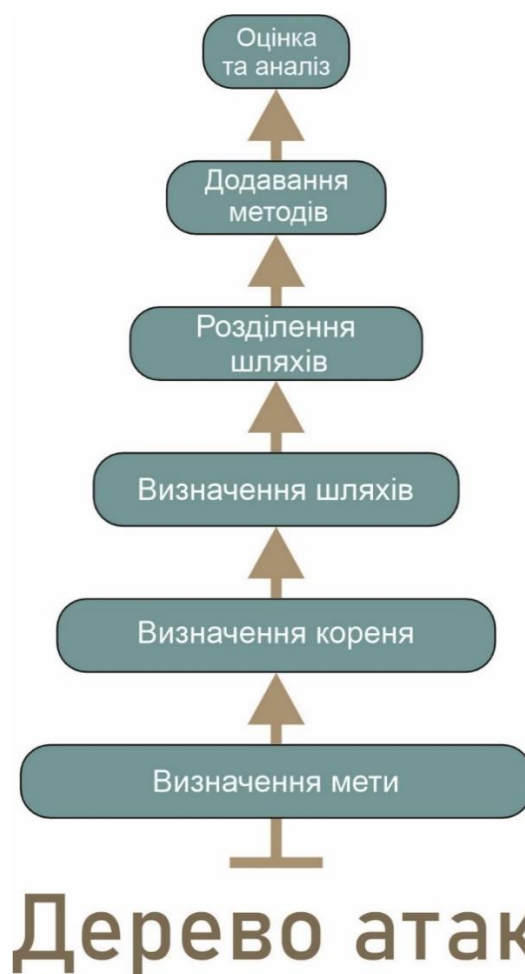 Оцінка
та аналіз
Додавання
методів
Розділення
шляхів
Визначення шляхів
Визначення кореня
Визначення мети
Дерево атак